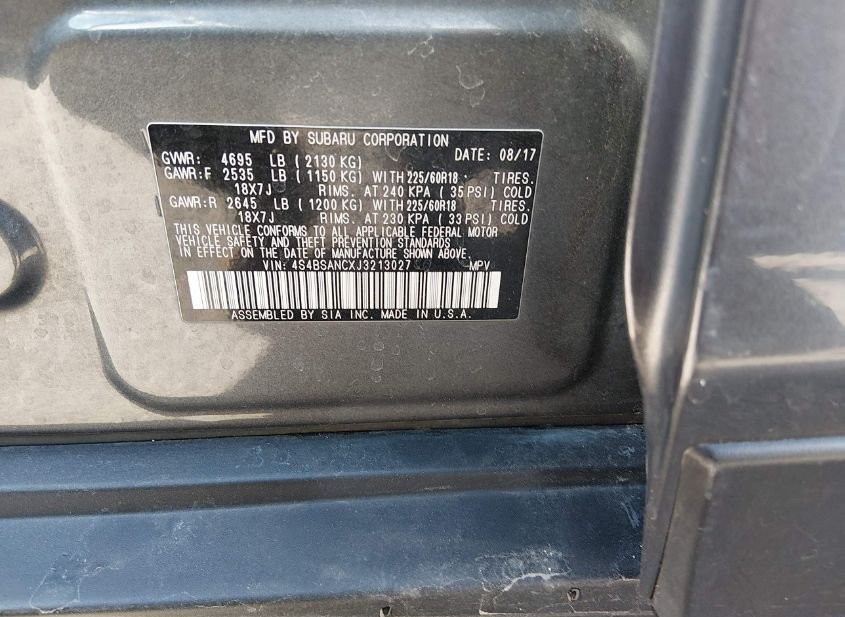 MFD BY SUBARU CORPORATION
GVWR: 4695 LB ( 2130 KG) DATE: 08/17
GAWR:F 2535 LB ( 1150 KG) WITH 225/60R18 TIRES.
18X7J RIMS. AT 240 KPA ( 35 PSI) COLD
GAWR:R 2645 LB ( 1200 KG) WITH 225/60R18 TIRES.
18X7J RIMS. AT 230 KPA ( 33 PSI) COLD
THIS VEHICLE CONFORMS TO ALL APPLICABLE FEDERAL MOTOR
VEHICLE SAFETY AND THEFT PREVENTION STANDARDS
IN EFFECT ON THE DATE OF MANUFACTURE SHOWN ABOVE.
VIN: 4S4BSANCXJ3213027 MPV
ASSEMBLED BY SIA INC. MADE IN U.S.A.